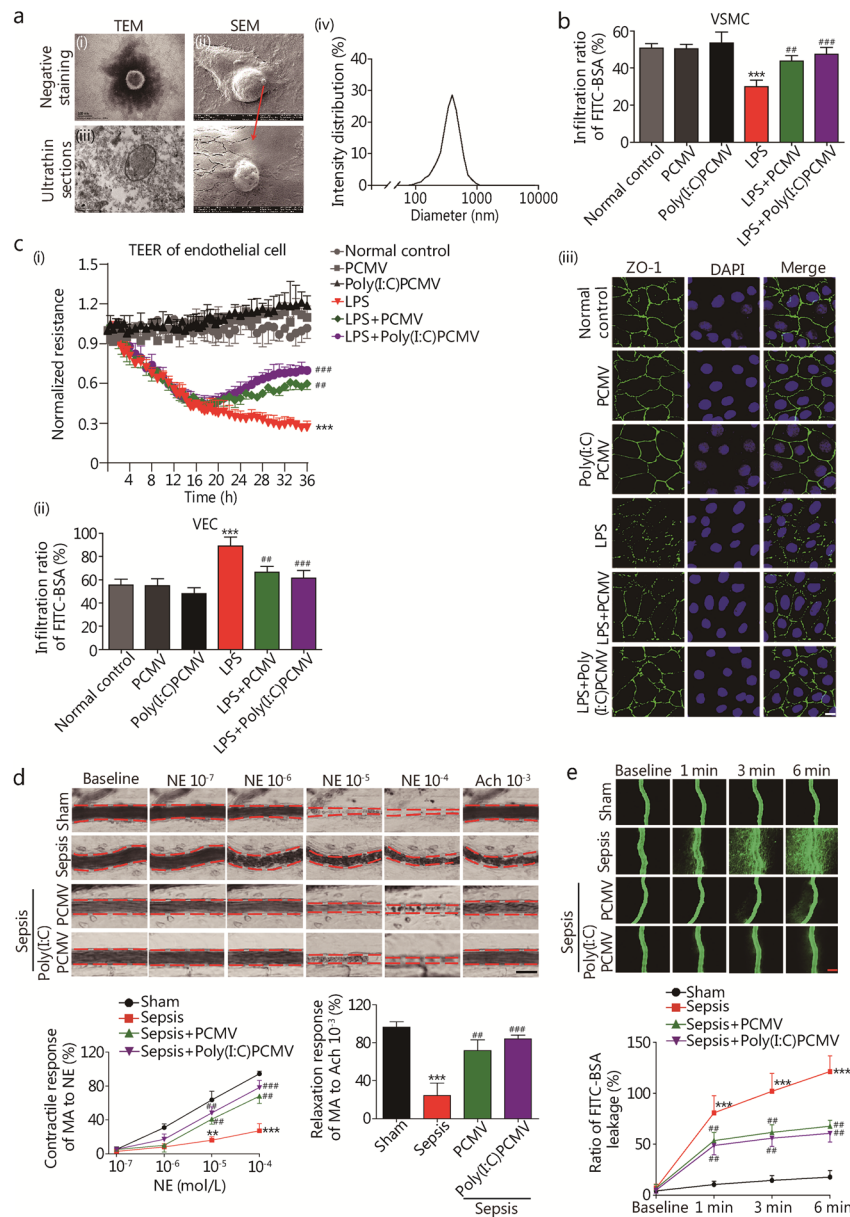 a
TEM
SEM
(i)
(ii)
(iii)
(iv)
Negative
staining
Ultrathin
sections
Intensity distribution (%)
40
30
20
10
0
100
1000
10000
Diameter (nm)
b
VSMC
Infiltration ratio
of FITC-BSA (%)
60
40
20
0
***
##
###
Normal control
PCMV
Poly(I:C)PCMV
LPS
LPS+PCMV
LPS+Poly(I:C)PCMV
c
(i)
TEER of endothelial cell
Normal control
PCMV
Poly(I:C)PCMV
LPS
LPS+PCMV
LPS+Poly(I:C)PCMV
Normalized resistance
1.5
1.2
0.9
0.6
0.3
0
###
##
***
4 8 12 16 20 24 28 32 36
Time (h)
(ii)
VEC
Infiltration ratio
of FITC-BSA (%)
100
80
60
40
20
0
***
##
###
Normal control
PCMV
Poly(I:C)PCMV
LPS
LPS+PCMV
LPS+Poly(I:C)PCMV
(iii)
ZO-1
DAPI
Merge
Normal
control
PCMV
Poly(I:C)
PCMV
LPS
LPS+PCMV
LPS+Poly
(I:C)PCMV
d
Baseline
NE 10-7
NE 10-6
NE 10-5
NE 10-4
Ach 10-3
Sham
Sepsis
Sepsis
PCMV
Poly(I:C)
PCMV
Sham
Sepsis
Sepsis+PCMV
Sepsis+Poly(I:C)PCMV
Contractile response
of MA to NE (%)
120
80
60
40
20
0
##
##
**
###
##
***
10-7 10-6 10-5 10-4
NE (mol/L)
Relaxation response
of MA to Ach 10-3 (%)
100
80
60
40
20
0
***
##
###
Sham
Sepsis
PCMV
Poly(I:C)PCMV
Sepsis
e
Baseline
1 min
3 min
6 min
Sham
Sepsis
Sepsis
PCMV
Poly(I:C)
PCMV
Sham
Sepsis
Sepsis+PCMV
Sepsis+Poly(I:C)PCMV
Ratio of FITC-BSA
leakage (%)
150
100
50
0
***
***
***
##
##
##
##
##
##
Baseline 1 min 3 min 6 min